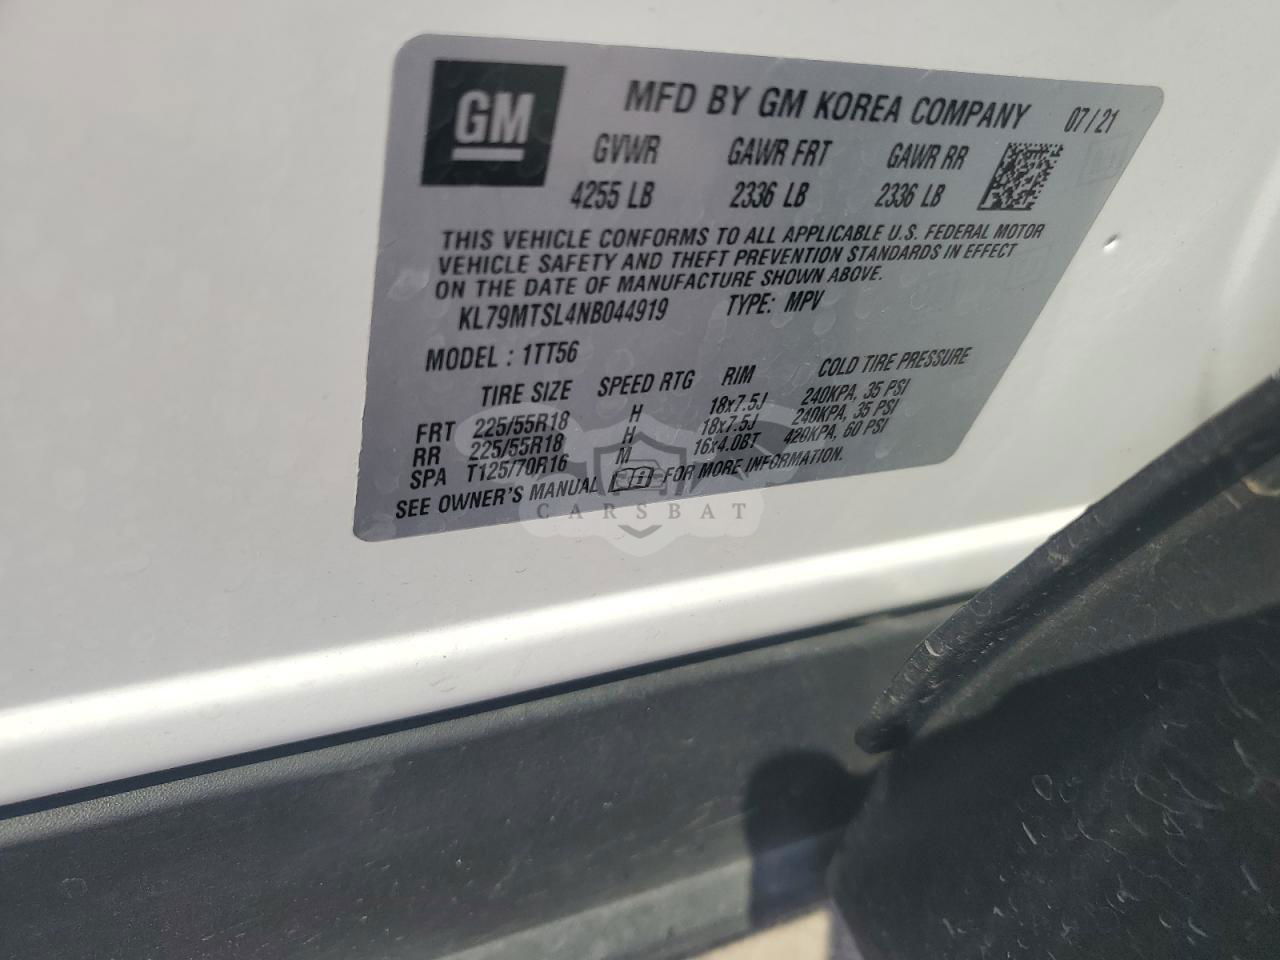 GM
MFD BY GM KOREA COMPANY 07/21
GVWR GAWR FRT GAWR RR
4255 LB 2336 LB 2336 LB
THIS VEHICLE CONFORMS TO ALL APPLICABLE U.S. FEDERAL MOTOR
VEHICLE SAFETY AND THEFT PREVENTION STANDARDS IN EFFECT
ON THE DATE OF MANUFACTURE SHOWN ABOVE.
KL79MTSL4NB044919 TYPE: MPV
MODEL : 1TT56
TIRE SIZE SPEED RTG RIM COLD TIRE PRESSURE
FRT 225/55R18 H 18x7.5J 240KPA, 35 PSI
RR 225/55R18 H 18x7.5J 240KPA, 35 PSI
SPA T125/70R16 M 16x4.0BT 420KPA, 60 PSI
SEE OWNER'S MANUAL FOR MORE INFORMATION.
CARSBAT